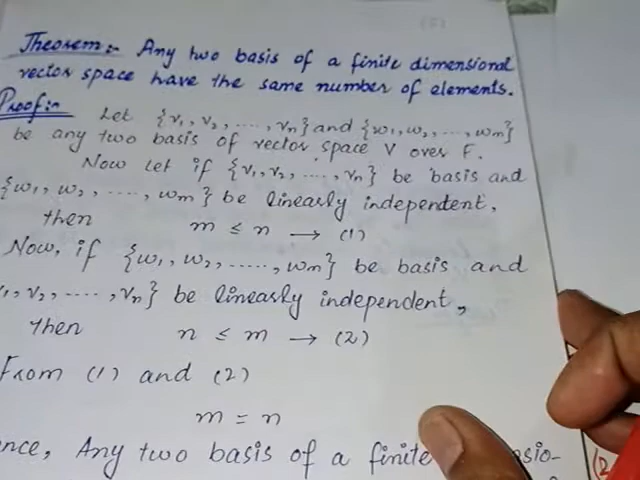 Theorem:- Any two basis of a finite dimensional
vector space have the same number of elements.
Proof:- Let {v₁, v₂, ...., vₙ} and {w₁, w₂, ..., wₘ}
be any two basis of vector space V over F.
Now let if {v₁, v₂, ...., vₙ} be basis and
{w₁, w₂, ...., wₘ} be linearly independent,
then m ≤ n → (1)
Now, if {w₁, w₂, ....., wₘ} be basis and
v₁, v₂, ...., vₙ} be linearly independent,
then n ≤ m → (2)
From (1) and (2)
m = n
nce, Any two basis of a finite